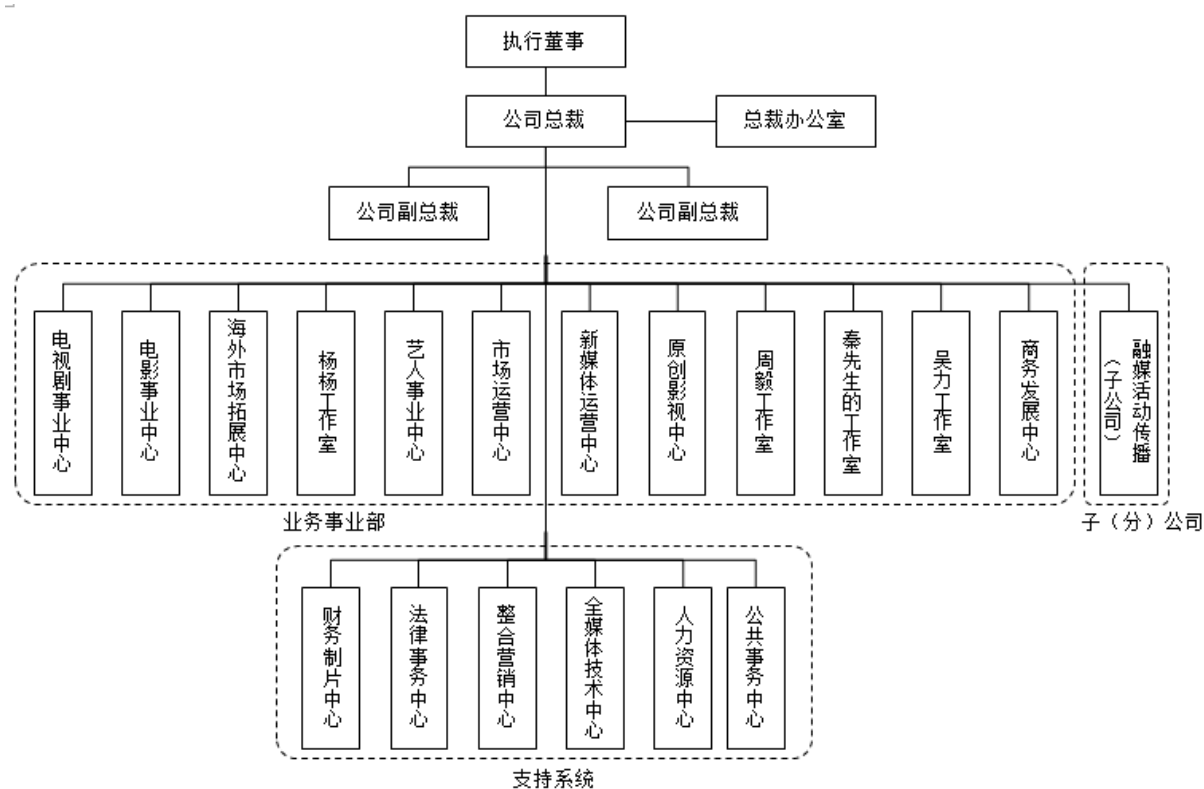 执行董事
公司总裁
总裁办公室
公司副总裁
公司副总裁
电视剧事业中心
电影事业中心
海外市场拓展中心
杨杨工作室
艺人事业中心
市场运营中心
新媒体运营中心
原创影视中心
周毅工作室
秦先生的工作室
吴力工作室
商务发展中心
融媒活动传播
（子公司）
业务事业部
子（分）公司
财务制片中心
法律事务中心
整合营销中心
全媒体技术中心
人力资源中心
公共事务中心
支持系统